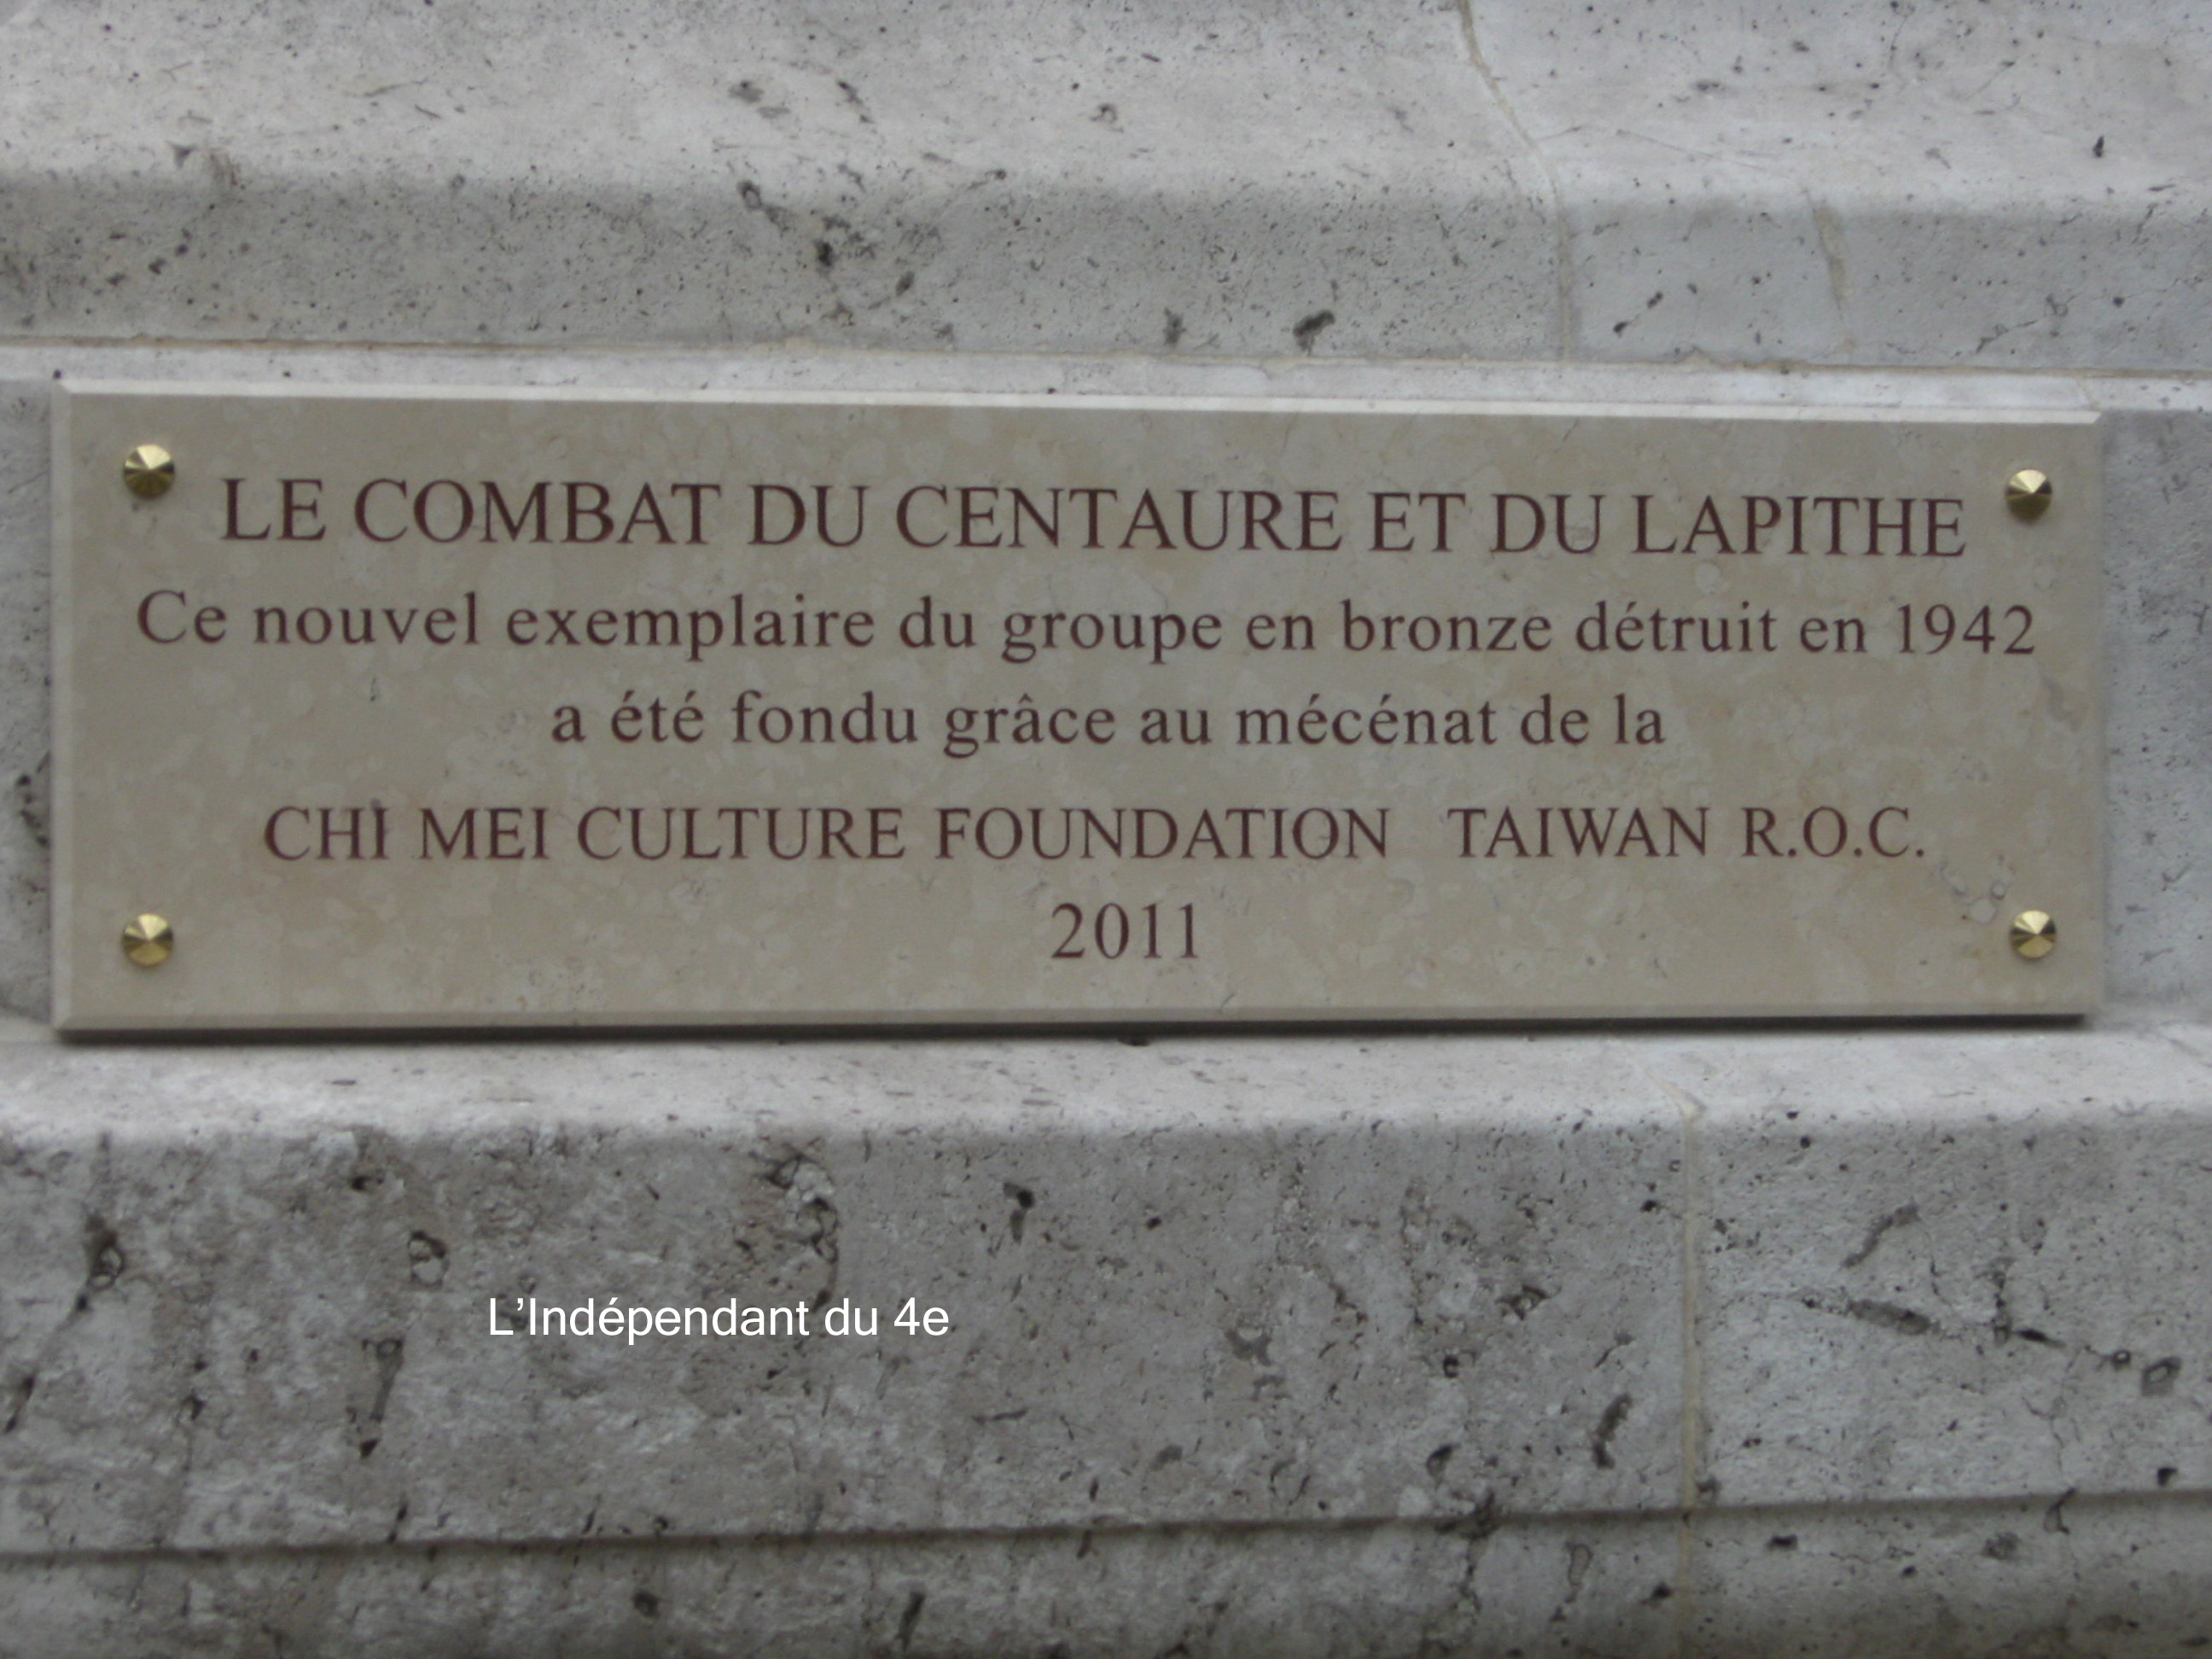 LE COMBAT DU CENTAURE ET DU LAPITHE
Ce nouvel exemplaire du groupe en bronze détruit en 1942
a été fondu grâce au mécénat de la
CHI MEI CULTURE FOUNDATION TAIWAN R.O.C.
2011
L’Indépendant du 4e